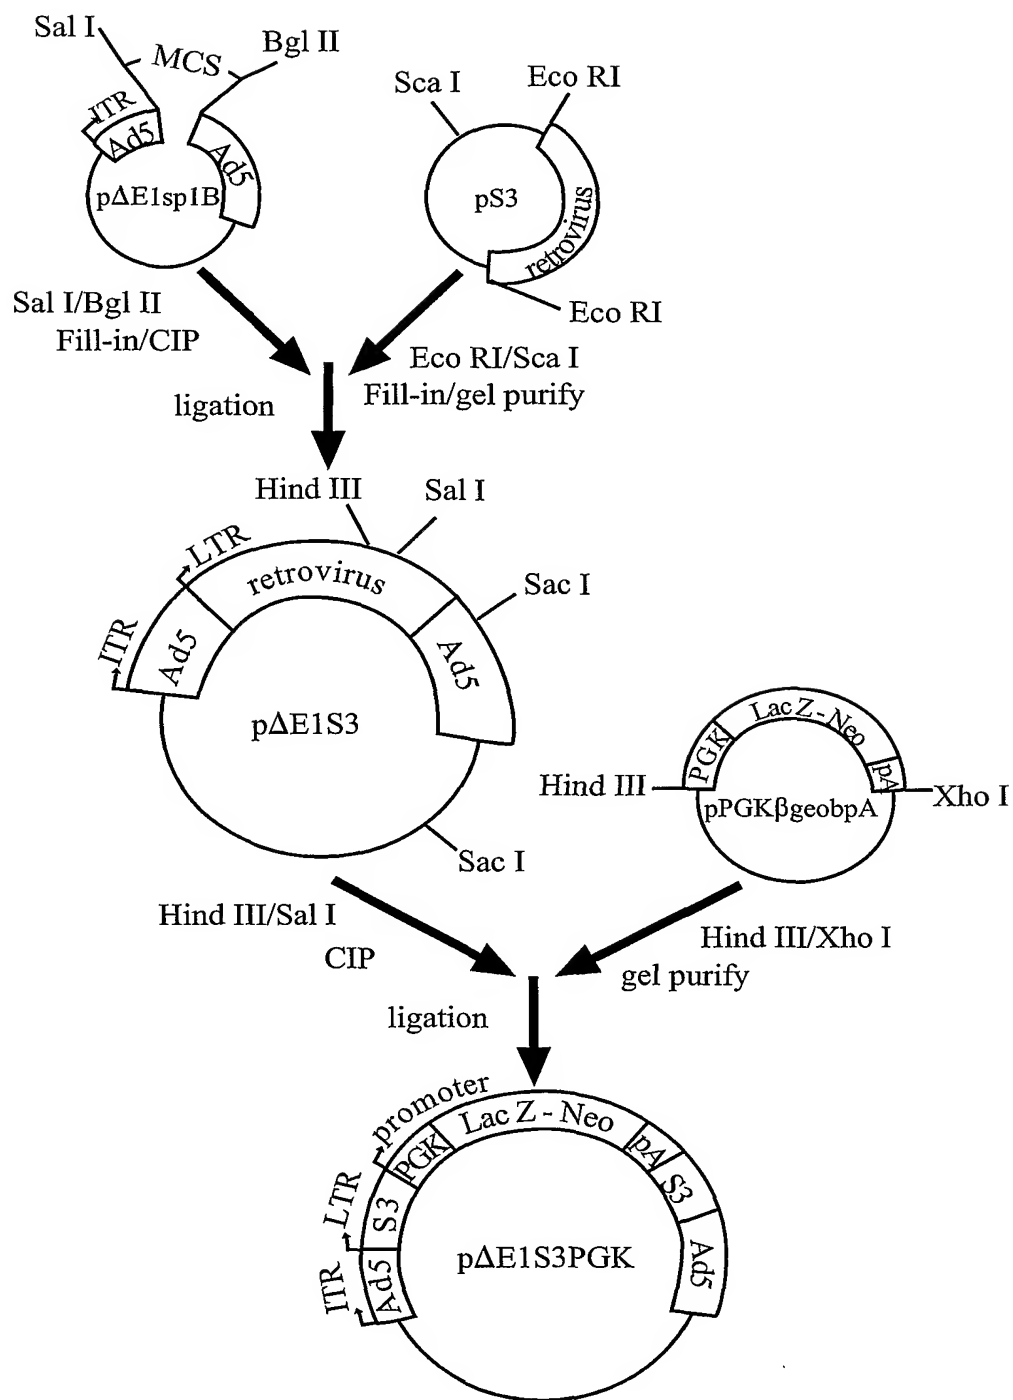 Sal I
MCS
Bgl II
ITR
Ad5
Ad5
pΔE1sp1B
Sca I
Eco RI
pS3
retrovirus
Eco RI
Sal I/Bgl II
Fill-in/CIP
Eco RI/Sca I
Fill-in/gel purify
ligation
Hind III
Sal I
LTR
retrovirus
Sac I
ITR
Ad5
Ad5
pΔE1S3
Sac I
Lac Z - Neo
PGK
pA
Hind III
Xho I
pPGKβgeobpA
Hind III/Sal I
CIP
Hind III/Xho I
gel purify
ligation
promoter
Lac Z - Neo
PGK
pA
LTR
S3
S3
ITR
Ad5
Ad5
pΔE1S3PGK